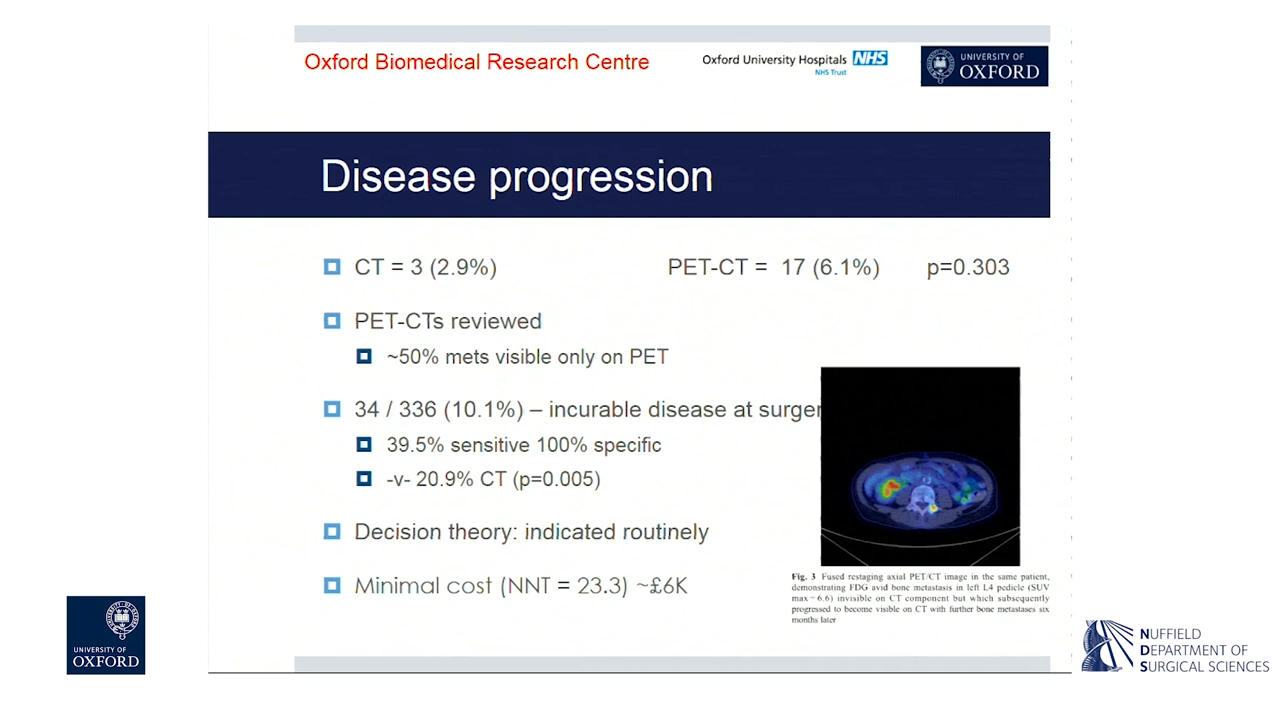 Oxford Biomedical Research Centre
Oxford University Hospitals NHS
NHS Trust
UNIVERSITY OF
OXFORD
Disease progression
CT = 3 (2.9%) PET-CT = 17 (6.1%) p=0.303
PET-CTs reviewed
~50% mets visible only on PET
34 / 336 (10.1%) – incurable disease at surger
39.5% sensitive 100% specific
-v- 20.9% CT (p=0.005)
Decision theory: indicated routinely
Minimal cost (NNT = 23.3) ~£6K
Fig. 3 Fused restaging axial PET/CT image in the same patient,
demonstrating FDG avid bone metastasis in left L4 pedicle (SUV
max=6.6) invisible on CT component but which subsequently
progressed to become visible on CT with further bone metastases six
months later
UNIVERSITY OF
OXFORD
NUFFIELD
DEPARTMENT OF
SURGICAL SCIENCES